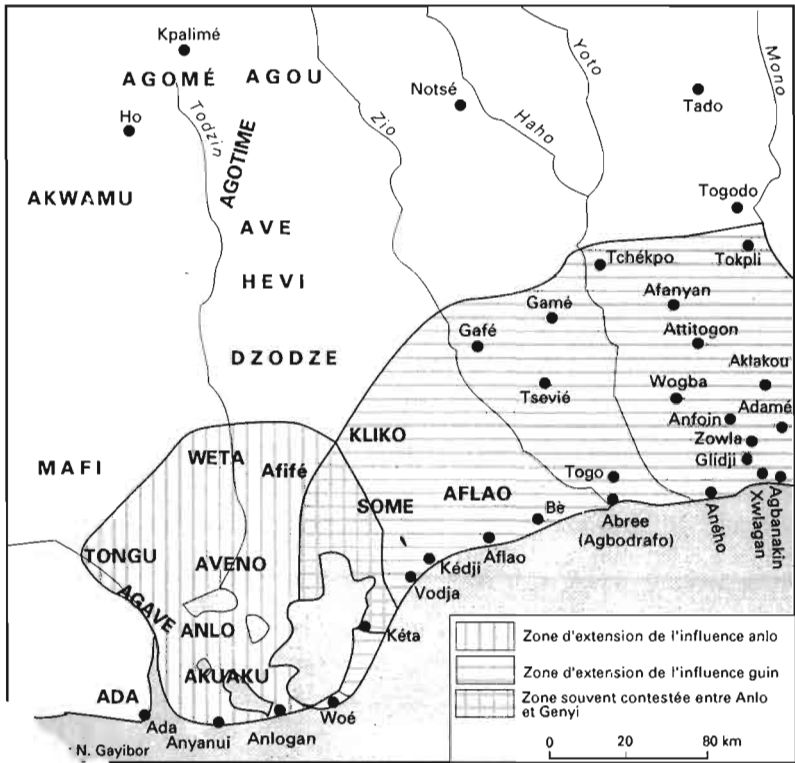 Kpalimé
AGOMÉ
AGOU
Ho
Todzin
AGOTIME
Zio
Notsé
Haho
Yoto
Mono
Tado
AKWAMU
AVE
HEVI
DZODZE
Togodo
Tokpli
Tchékpo
Afanyan
Gamé
Gafé
Attitogon
Aklakou
Tsevié
Wogba
Adamé
Anfoin
Zowla
Glidji
KLIKO
MAFI
WETA
Afifé
SOME
AFLAO
Togo
Bè
Abree
(Agbodrafo)
Aného
Xwlagan
Agbanakin
TONGU
AVENO
Aflao
Kédji
Vodja
AGAVE
ANLO
Kéta
AKUAKU
ADA
Ada
Anyanui
Anlogan
Woé
N. Gayibor
Zone d'extension de l'influence anlo
Zone d'extension de l'influence guin
Zone souvent contestée entre Anlo
et Genyi
0 20 80 km